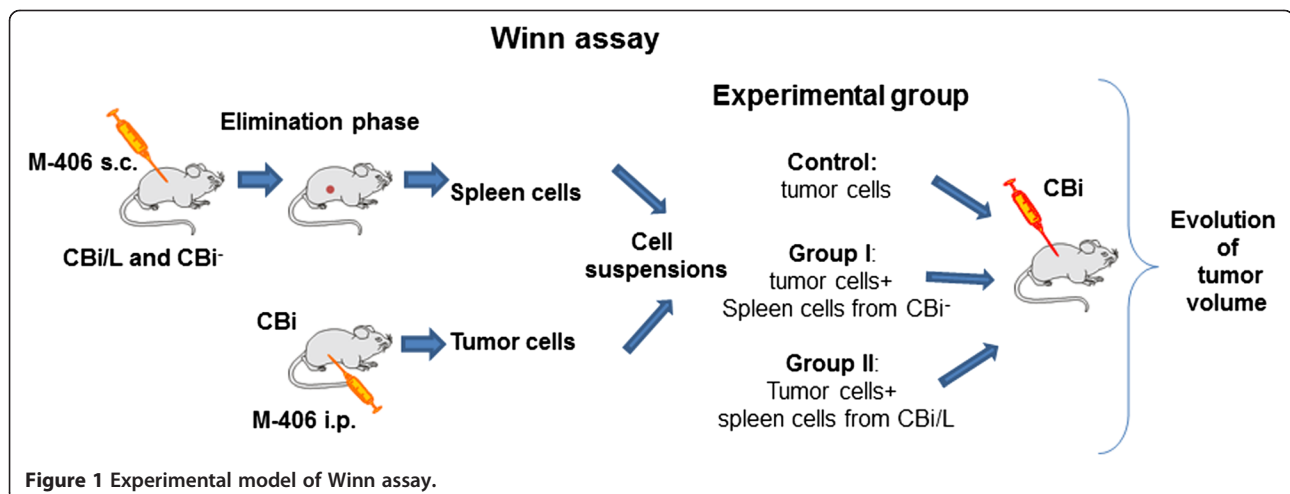 Winn assay
Elimination phase
M-406 s.c.
CBi/L and CBi-
Spleen cells
CBi
M-406 i.p.
Tumor cells
Cell
suspensions
Experimental group
Control:
tumor cells
Group I:
tumor cells+
Spleen cells from CBi-
Group II:
Tumor cells+
spleen cells from CBi/L
CBi
Evolution
of
tumor
volume
Figure 1 Experimental model of Winn assay.